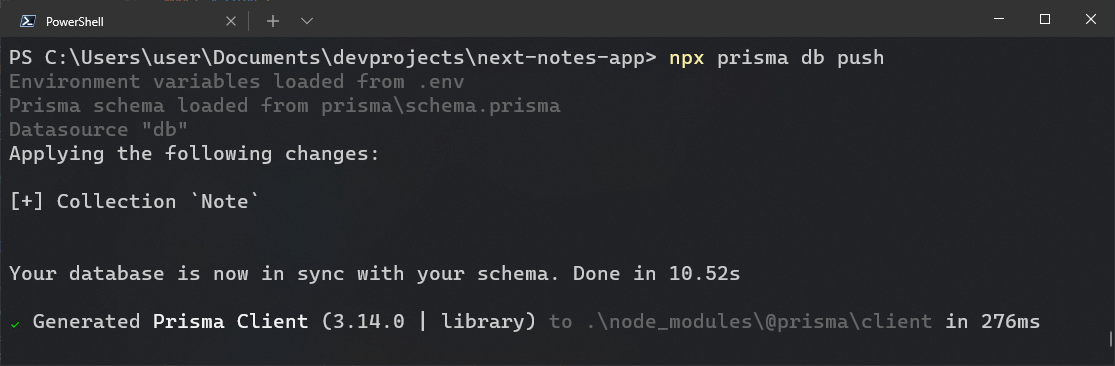 PowerShell
PS C:\Users\user\Documents\devprojects\next-notes-app> npx prisma db push
Environment variables loaded from .env
Prisma schema loaded from prisma\schema.prisma
Datasource "db"
Applying the following changes:
[+] Collection `Note`
Your database is now in sync with your schema. Done in 10.52s
✓ Generated Prisma Client (3.14.0 | library) to .\node_modules\@prisma\client in 276ms